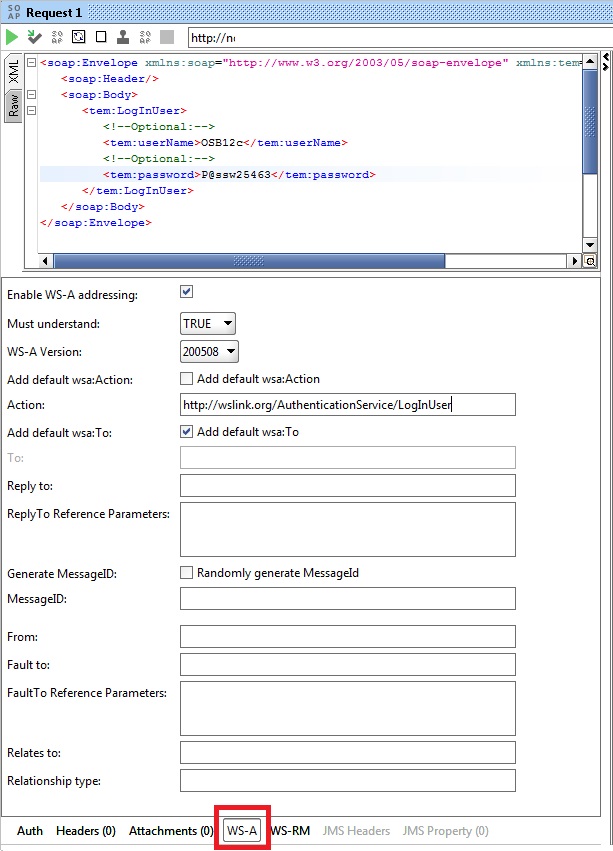 SO AP Request 1
http://n
XML
Raw
<soap:Envelope xmlns:soap="http://www.w3.org/2003/05/soap-envelope" xmlns:tem=
<soap:Header/>
<soap:Body>
<tem:LogInUser>
<!--Optional:-->
<tem:userName>OSB12c</tem:userName>
<!--Optional:-->
<tem:password>P@ssw25463</tem:password>
</tem:LogInUser>
</soap:Body>
</soap:Envelope>
Enable WS-A addressing:
Must understand: TRUE
WS-A Version: 200508
Add default wsa:Action: Add default wsa:Action
Action: http://wslink.org/AuthenticationService/LogInUser
Add default wsa:To: Add default wsa:To
To:
Reply to:
ReplyTo Reference Parameters:
Generate MessageID: Randomly generate MessageId
MessageID:
From:
Fault to:
FaultTo Reference Parameters:
Relates to:
Relationship type:
Auth Headers (0) Attachments (0) WS-A WS-RM JMS Headers JMS Property (0)